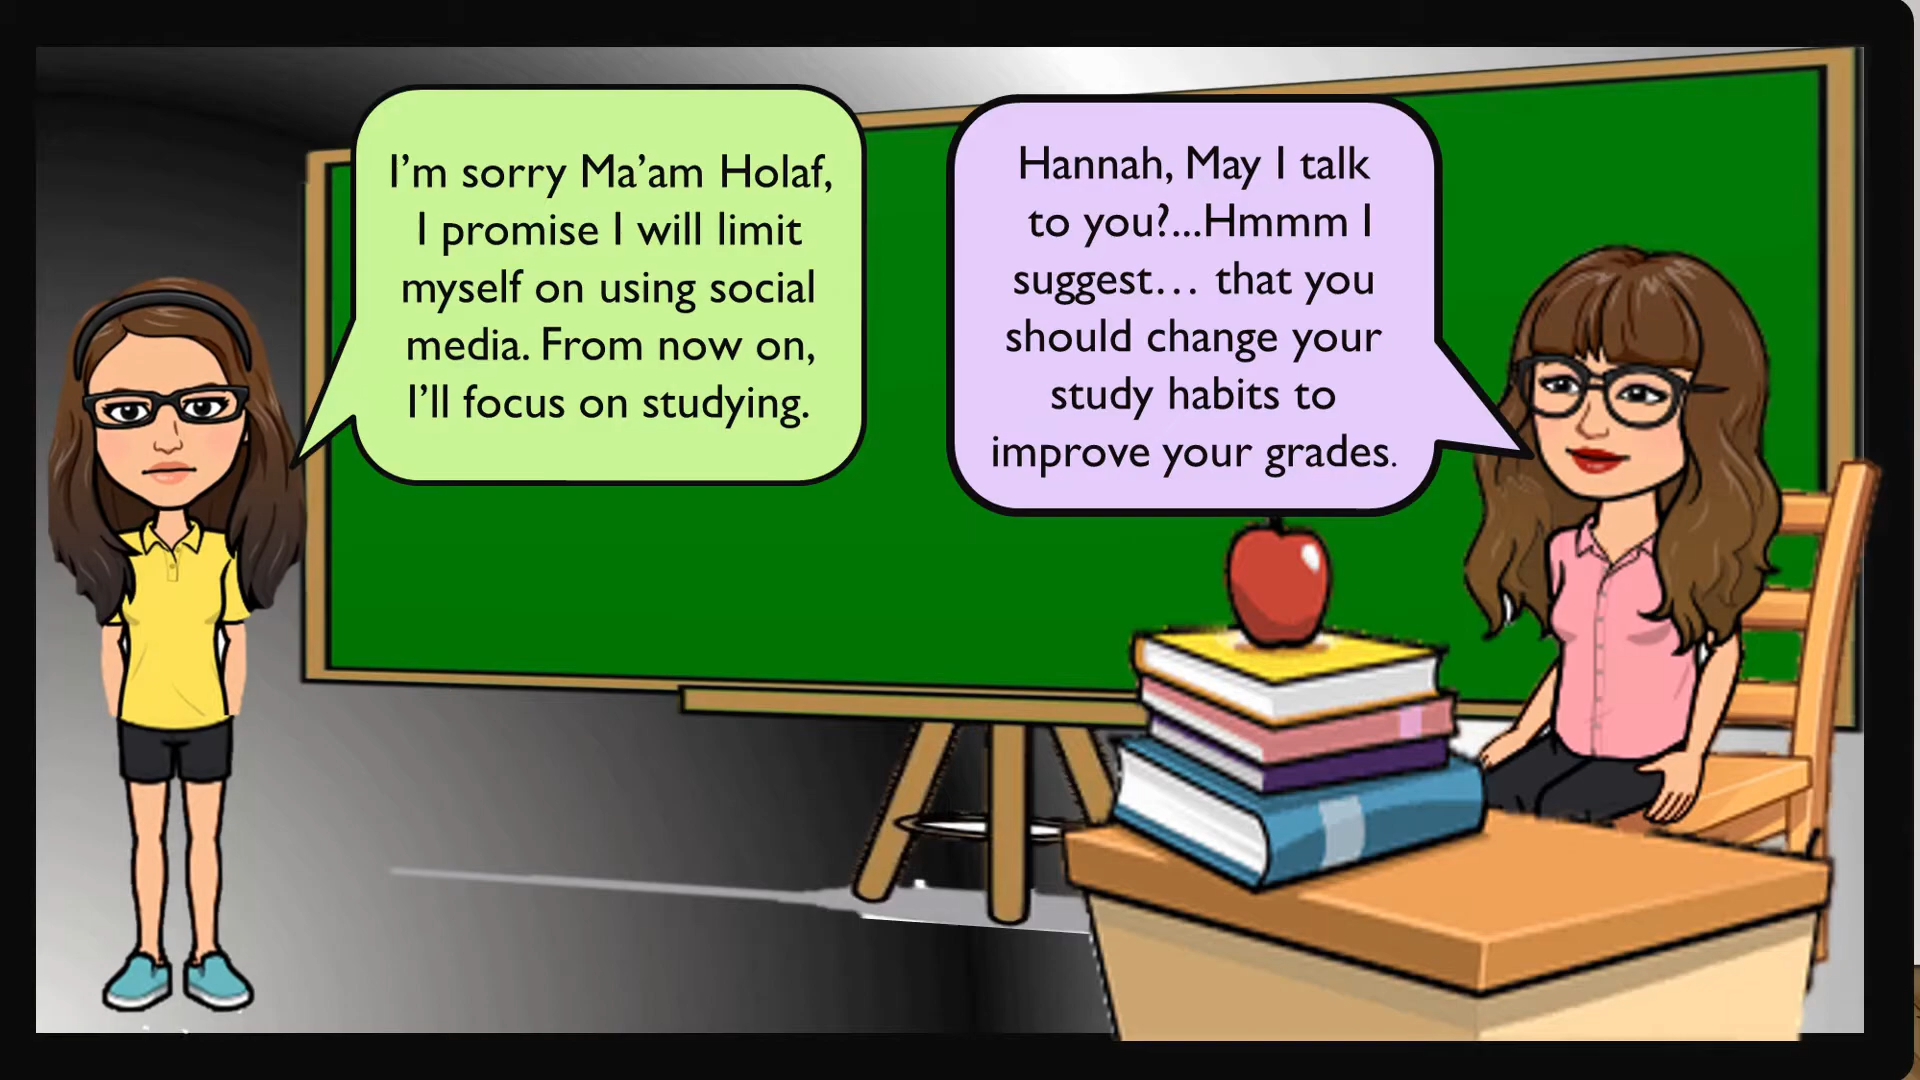 I’m sorry Ma’am Holaf,
I promise I will limit
myself on using social
media. From now on,
I’ll focus on studying.
Hannah, May I talk
to you?...Hmmm I
suggest… that you
should change your
study habits to
improve your grades.